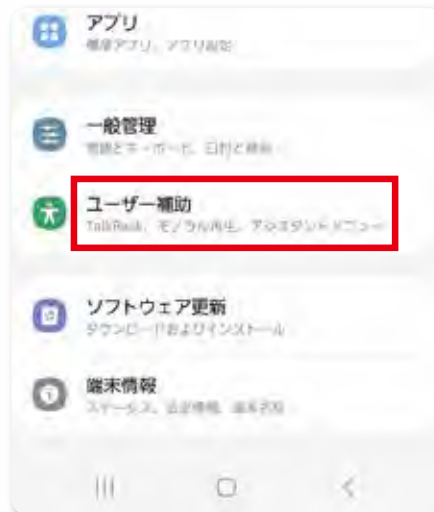 アプリ
標準アプリ、アプリ設定
一般管理
言語とキーボード、日付と時刻
ユーザー補助
TalkBack、モノラル再生、アシスタントメニュー
ソフトウェア更新
ダウンロードおよびインストール
端末情報
ステータス、法定情報、端末名称